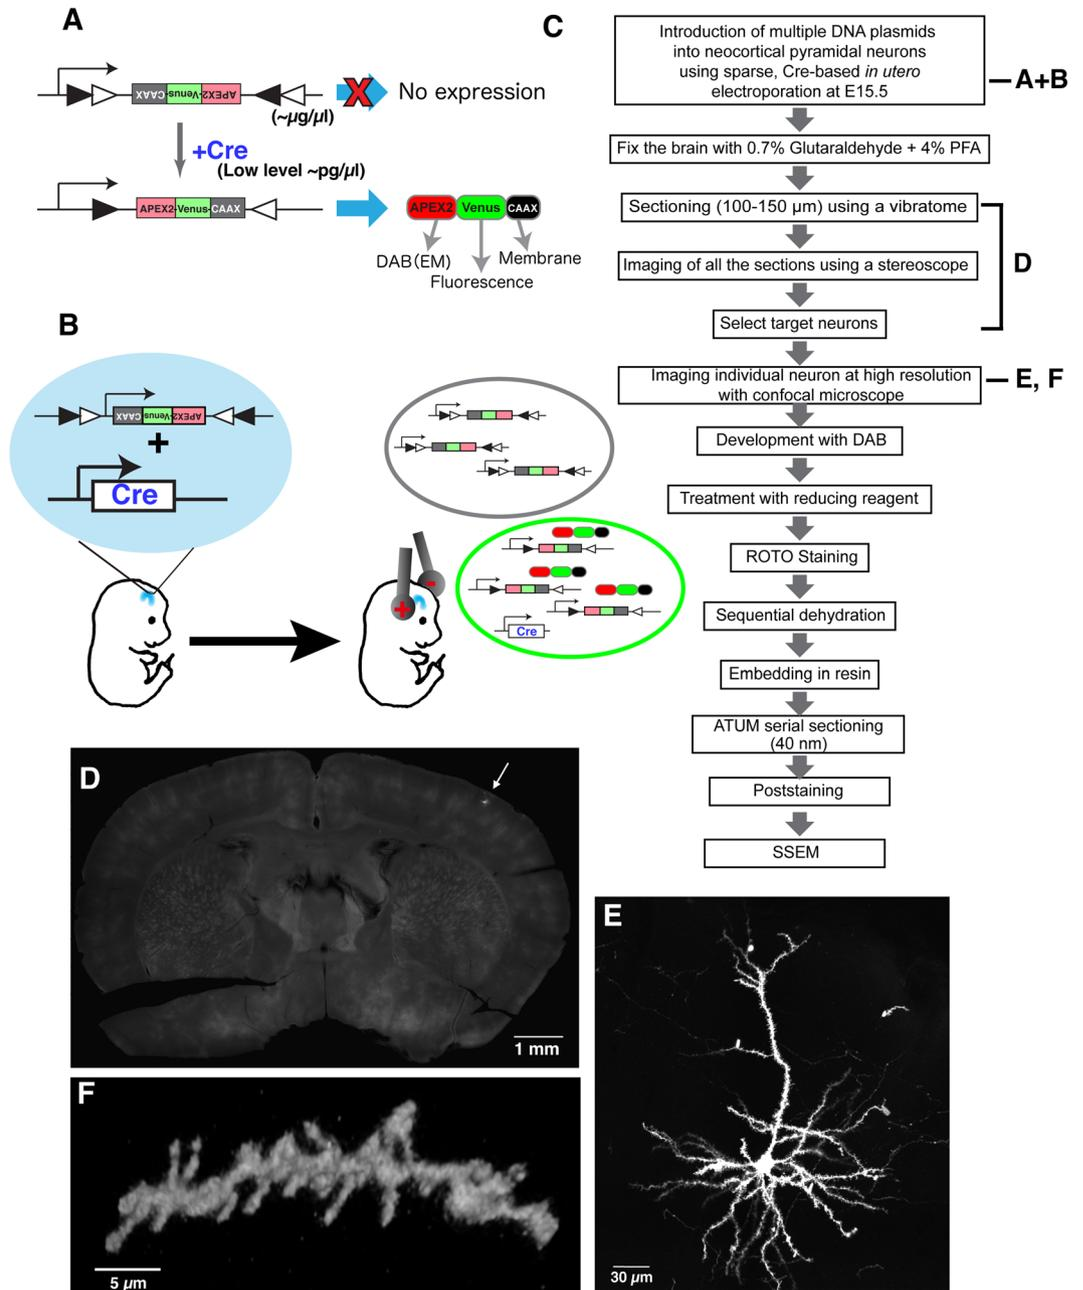 A
CAAX-Venus-APEX2
(~µg/µl)
No expression
+Cre
(Low level ~pg/µl)
APEX2-Venus-CAAX
APEX2 Venus CAAX
DAB(EM)
Fluorescence
Membrane
B
CAAX-Venus-APEX2
+
Cre
+
-
Cre
C
Introduction of multiple DNA plasmids
into neocortical pyramidal neurons
using sparse, Cre-based in utero
electroporation at E15.5
A+B
Fix the brain with 0.7% Glutaraldehyde + 4% PFA
Sectioning (100-150 µm) using a vibratome
Imaging of all the sections using a stereoscope
D
Select target neurons
Imaging individual neuron at high resolution
with confocal microscope
E, F
Development with DAB
Treatment with reducing reagent
ROTO Staining
Sequential dehydration
Embedding in resin
ATUM serial sectioning
(40 nm)
Poststaining
SSEM
D
1 mm
E
30 µm
F
5 µm